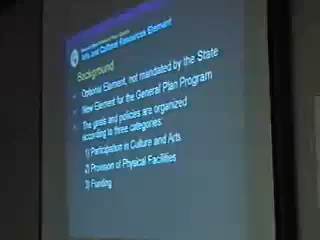 Arts and Cultural Resources Element
Background
Optional Element, not mandated by the State
New Element for the General Plan Program
The goals and policies are organized
according to three categories:
1) Participation in Culture and Arts
2) Provision of Physical Facilities
3) Funding